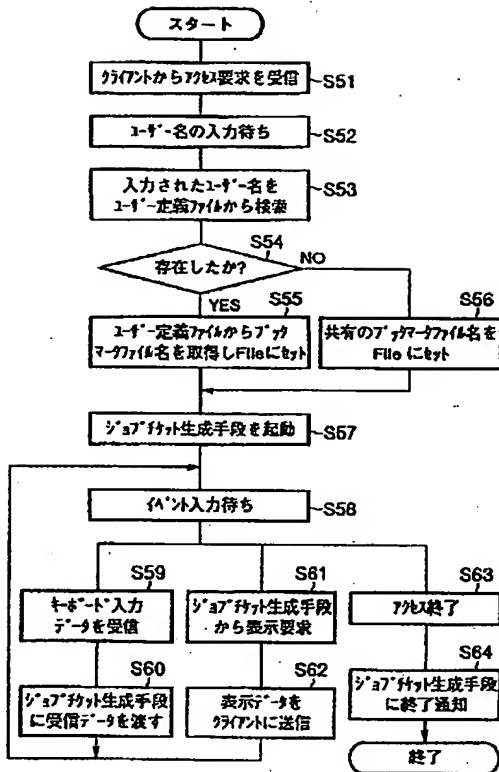 スタート
クライアントからアクセス要求を受信
S51
ユーザー名の入力待ち
S52
入力されたユーザー名を
ユーザー定義ファイルから検索
S53
S54
存在したか?
NO
YES
S55
ユーザー定義ファイルからブック
マークファイル名を取得しFileにセット
S56
共有のブックマークファイル名を
Fileにセット
ジョブチケット生成手段を起動
S57
イベント入力待ち
S58
S59
キーボード入力
データを受信
S60
ジョブチケット生成手段
に受信データを渡す
S61
ジョブチケット生成手段
から表示要求
S62
表示データを
クライアントに送信
S63
アクセス終了
S64
ジョブチケット生成手段
に終了通知
終了